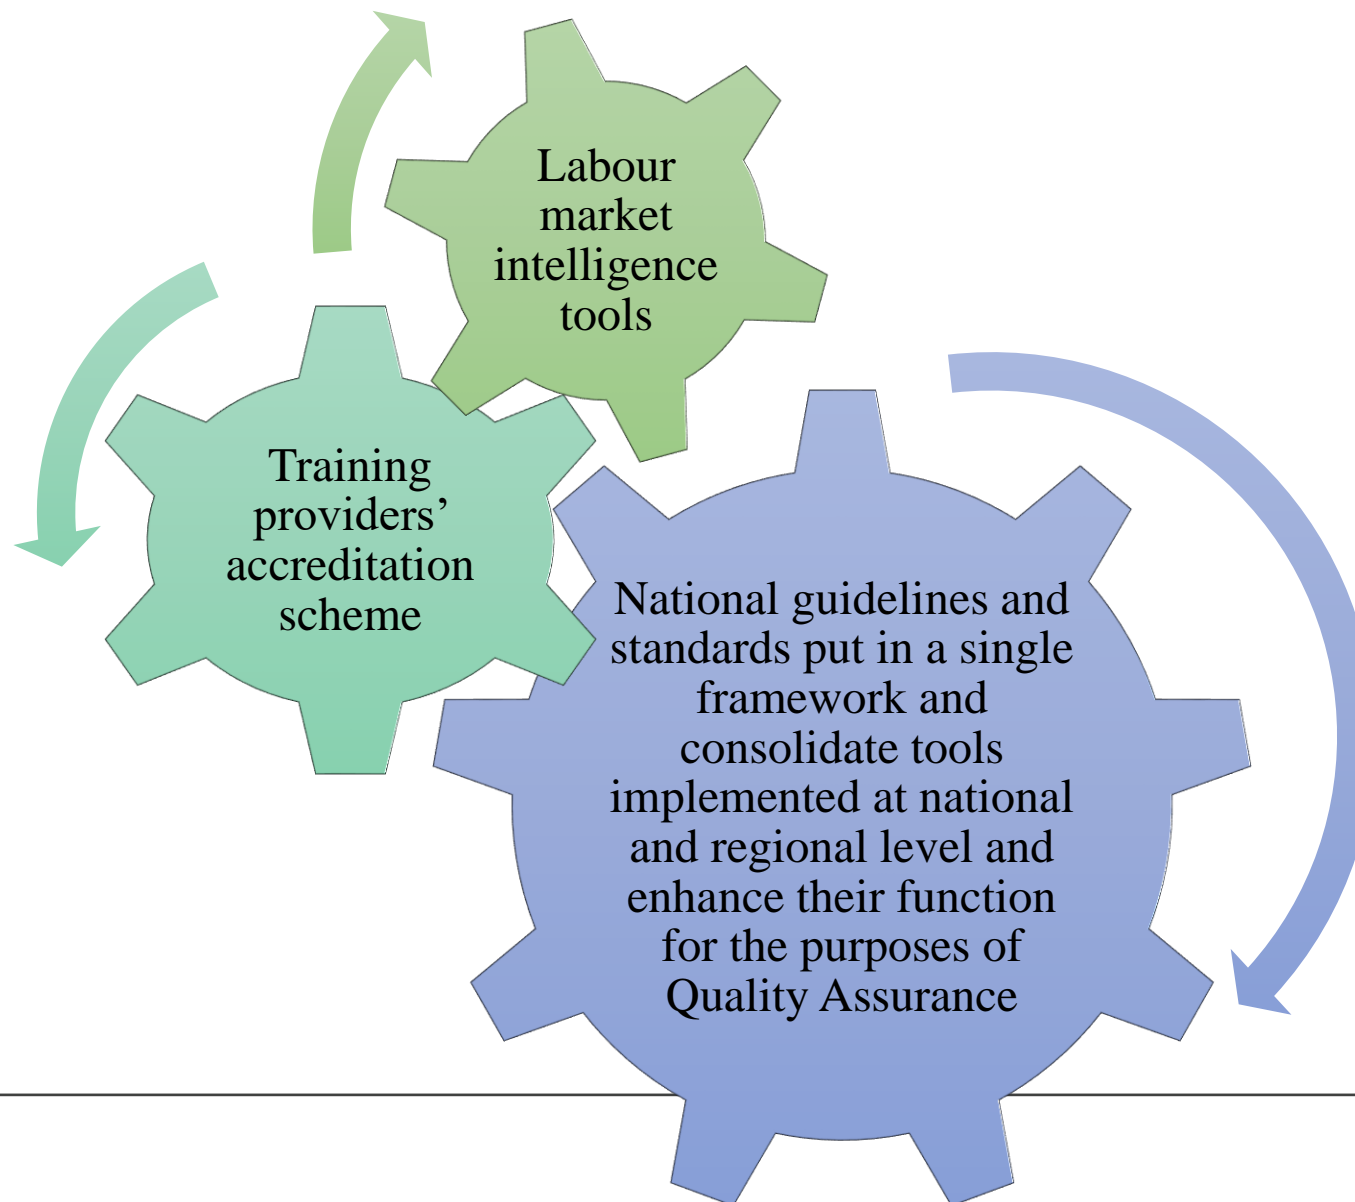 Labour
market
intelligence
tools
Training
providers’
accreditation
scheme
National guidelines and
standards put in a single
framework and
consolidate tools
implemented at national
and regional level and
enhance their function
for the purposes of
Quality Assurance